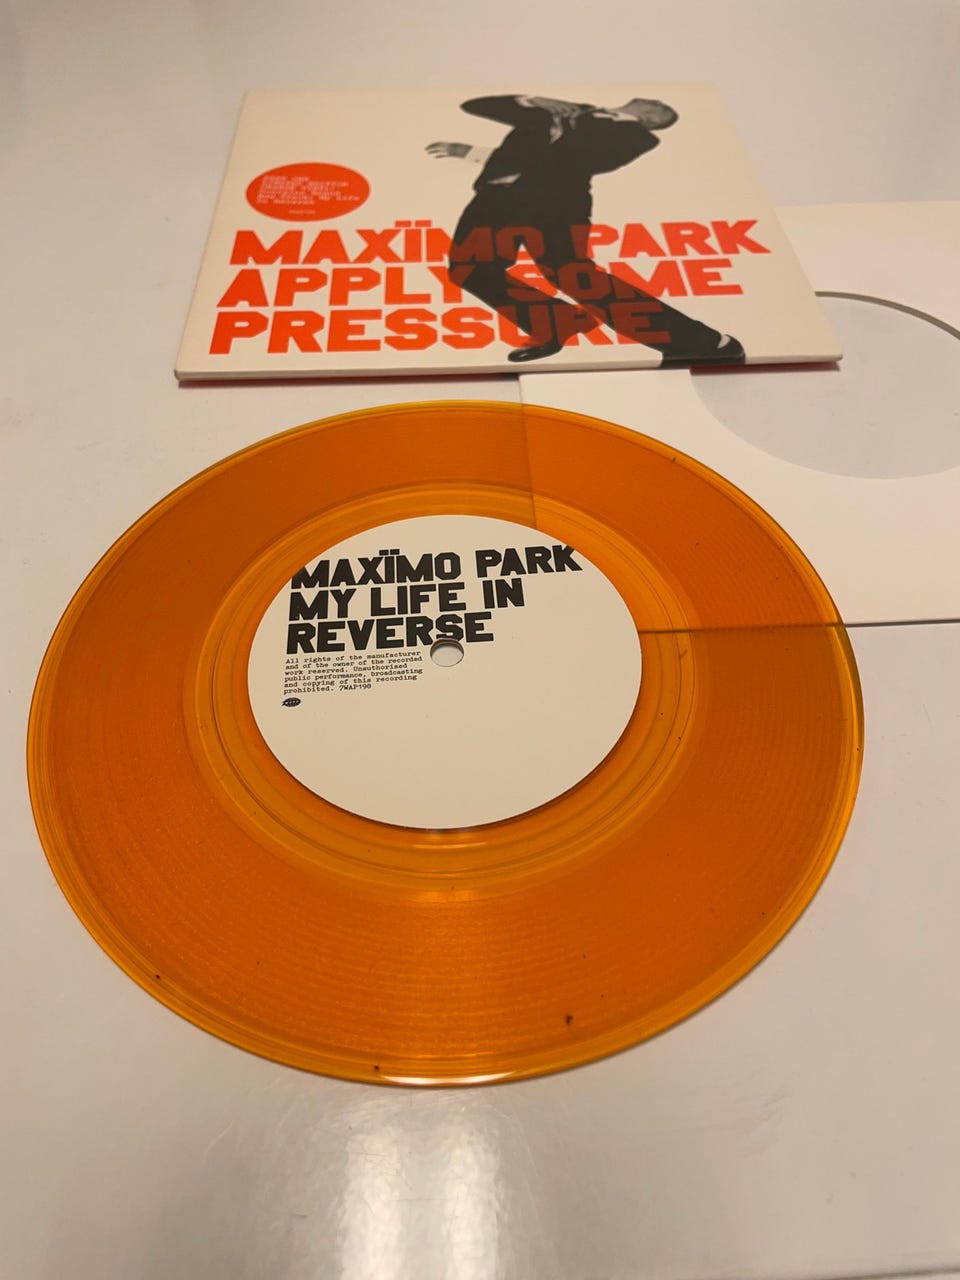 MAXÏMO PARK
APPLY SOME
PRESSURE
MAXÏMO PARK
MY LIFE IN
REVERSE
All rights of the manufacturer
and of the owner of the recorded
work reserved. Unauthorised
public performance, broadcasting
and copying of this recording
prohibited. 7WAP198